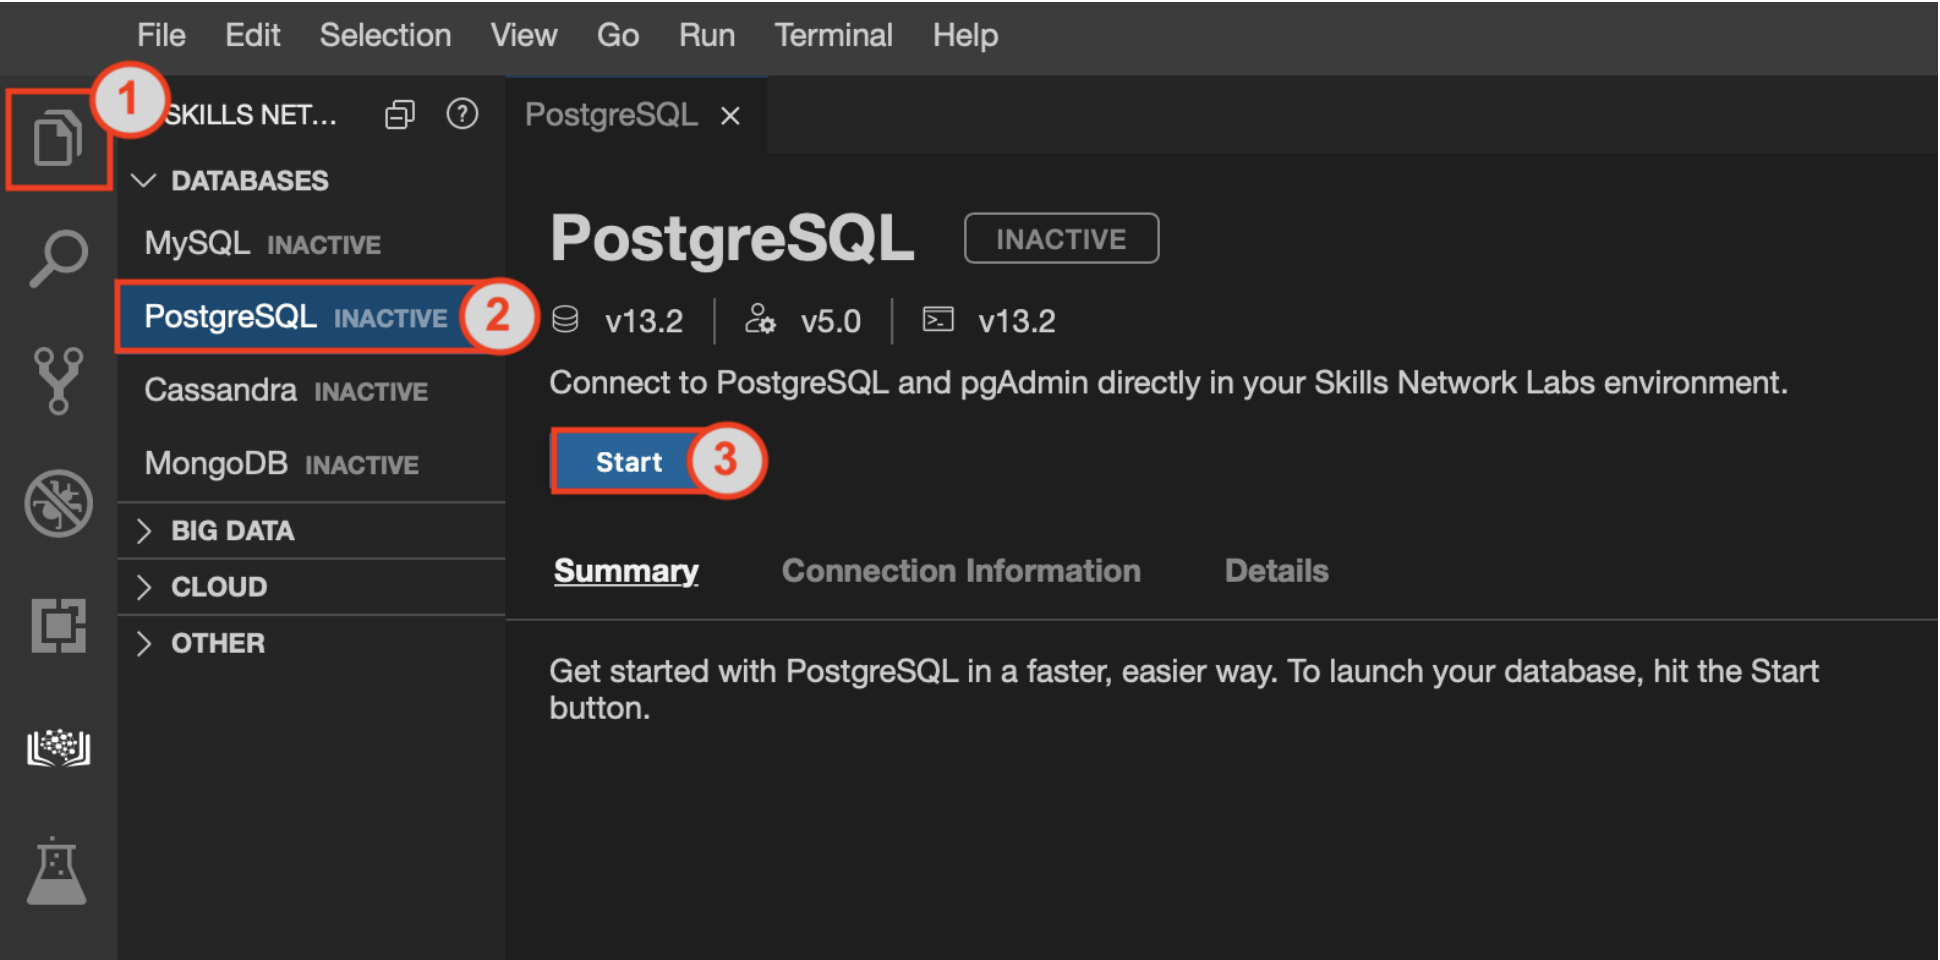 File Edit Selection View Go Run Terminal Help
1
SKILLS NET...
?
PostgreSQL ×
DATABASES
MySQL INACTIVE
PostgreSQL INACTIVE
2
Cassandra INACTIVE
MongoDB INACTIVE
BIG DATA
CLOUD
OTHER
PostgreSQL INACTIVE
v13.2 v5.0 v13.2
Connect to PostgreSQL and pgAdmin directly in your Skills Network Labs environment.
Start
3
Summary Connection Information Details
Get started with PostgreSQL in a faster, easier way. To launch your database, hit the Start
button.